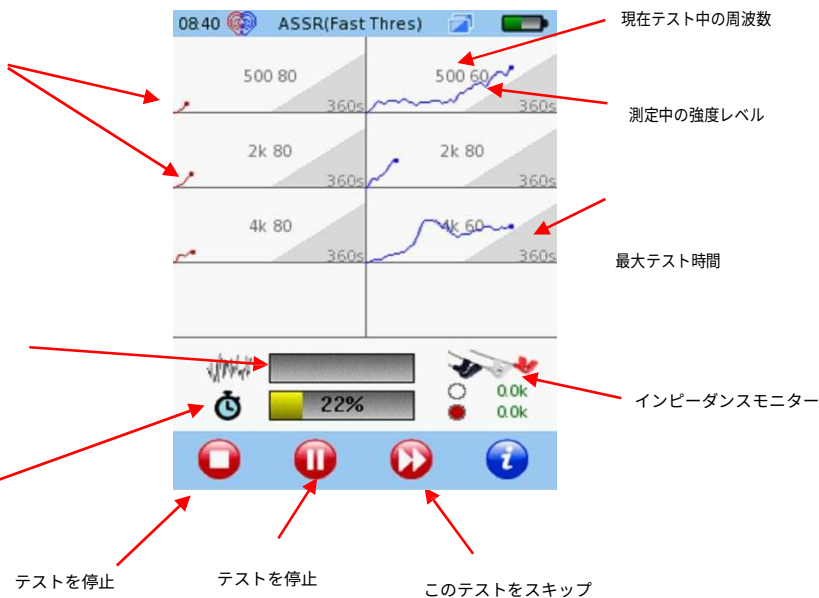 08:40 ASSR(Fast Thres)
現在テスト中の周波数
500 80
360s
500 60
360s
測定中の強度レベル
2k 80
360s
2k 80
360s
4k 80
360s
4k 60
360s
最大テスト時間
22%
0.0k
0.0k
インピーダンスモニター
i
テストを停止
テストを停止
このテストをスキップ